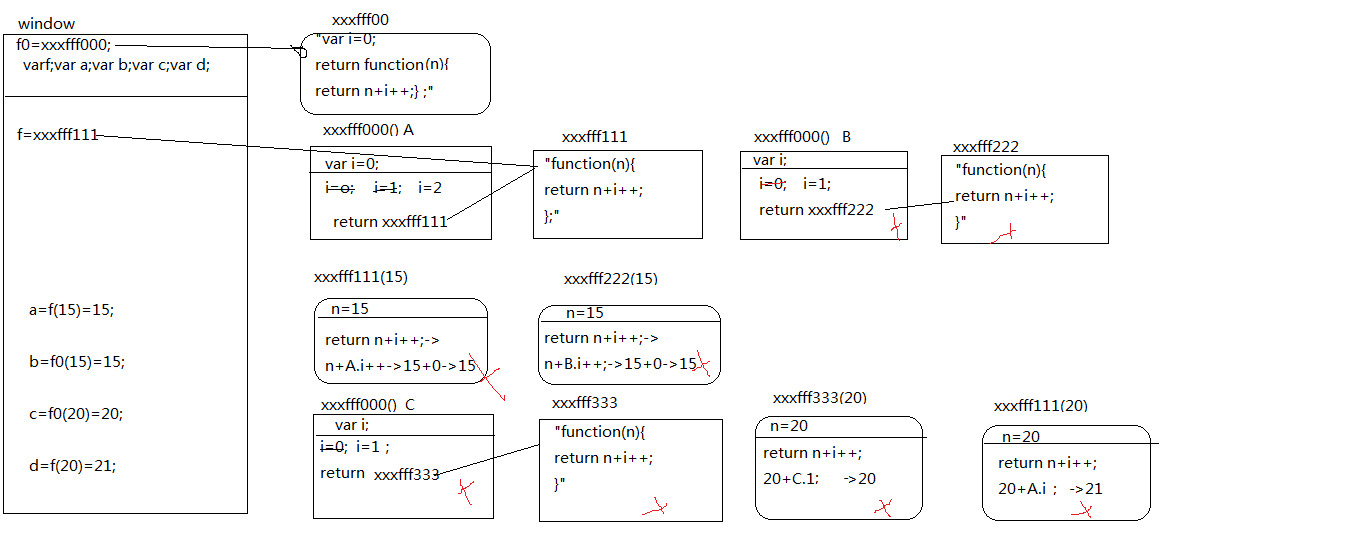 window
f0=xxxfff000;
varf;var a;var b;var c;var d;
f=xxxfff111
a=f(15)=15;
b=f0(15)=15;
c=f0(20)=20;
d=f(20)=21;
xxxfff00
"var i=0;
return function(n){
return n+i++;} ;"
xxxfff000() A
var i=0;
i=o; i=1; i=2
return xxxfff111
xxxfff111
"function(n){
return n+i++;
};"
xxxfff000() B
var i;
i=0; i=1;
return xxxfff222
xxxfff222
"function(n){
return n+i++;
}"
xxxfff111(15)
n=15
return n+i++;->
n+A.i++->15+0->15
xxxfff222(15)
n=15
return n+i++;->
n+B.i++;->15+0->15
xxxfff000() C
var i;
i=0; i=1 ;
return xxxfff333
xxxfff333
"function(n){
return n+i++;
}"
xxxfff333(20)
n=20
return n+i++;
20+C.1; ->20
xxxfff111(20)
n=20
return n+i++;
20+A.i ; ->21